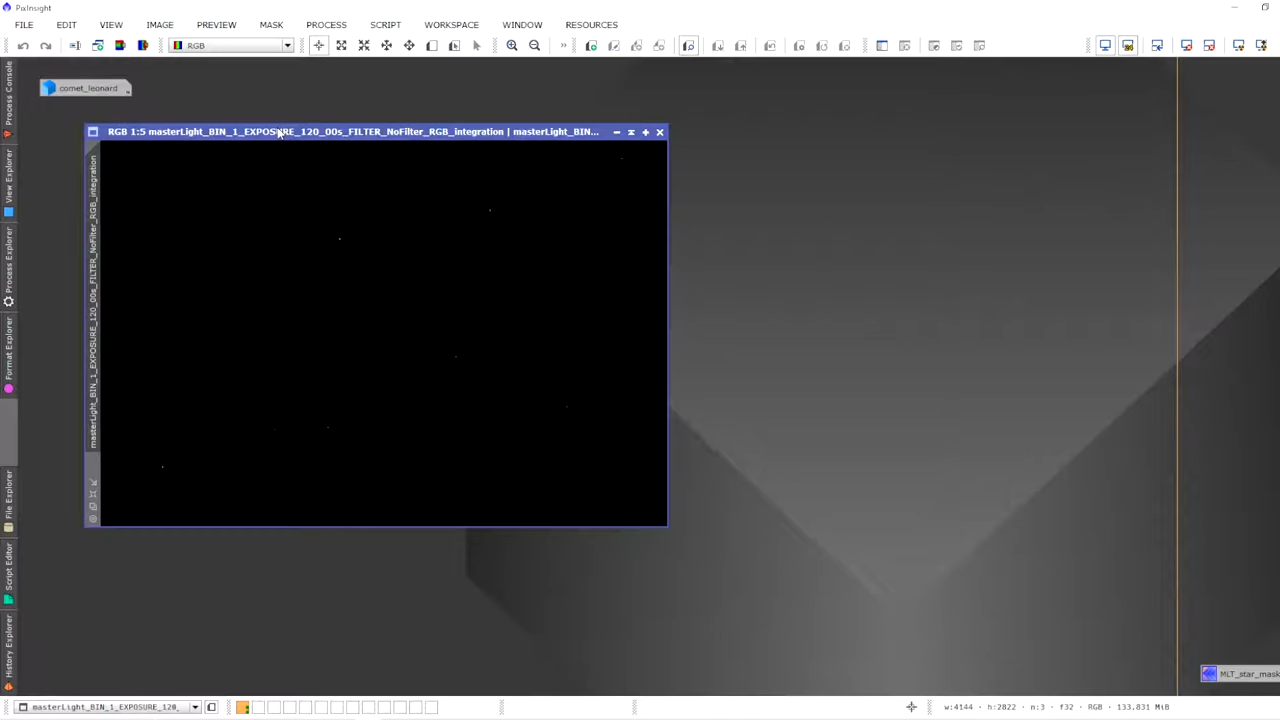 PixInsight
FILE EDIT VIEW IMAGE PREVIEW MASK PROCESS SCRIPT WORKSPACE WINDOW RESOURCES
RGB
comet_leonard
RGB 1:5 masterLight_BIN_1_EXPOSURE_120_00s_FILTER_NoFilter_RGB_integration | masterLight_BIN...
masterLight_BIN_1_EXPOSURE_120_00s_FILTER_NoFilter_RGB_integration
Process Console
View Explorer
Process Explorer
Format Explorer
File Explorer
Script Editor
History Explorer
MLT_star_mask
masterLight_BIN_1_EXPOSURE_120_
w:4144 · h:2822 · n:3 · f32 · RGB · 133.831 MiB